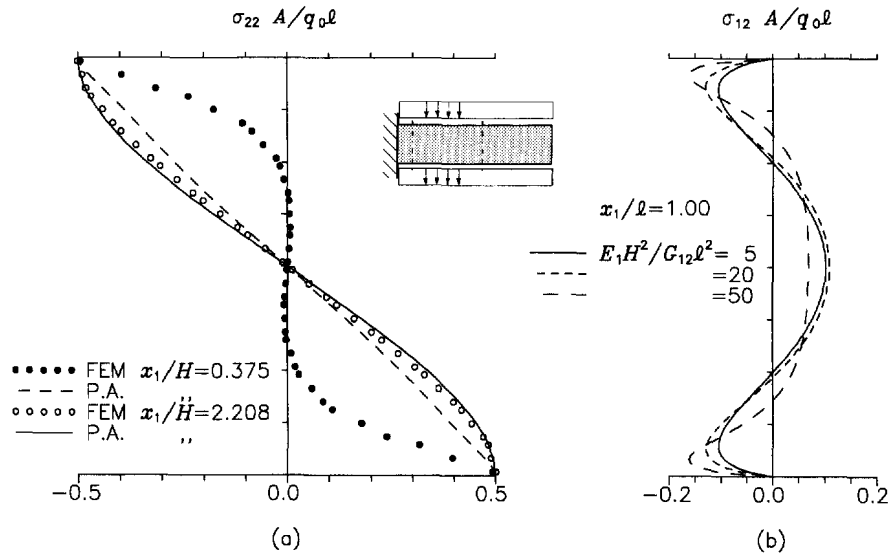 σ₂₂ A/q₀ℓ
σ₁₂ A/q₀ℓ
x₁/ℓ=1.00
E₁H²/G₁₂ℓ²= 5
=20
=50
FEM x₁/H=0.375
P.A. ,,
FEM x₁/H=2.208
P.A. ,,
−0.5 0.0 0.5
−0.2 0.0 0.2
(a)
(b)